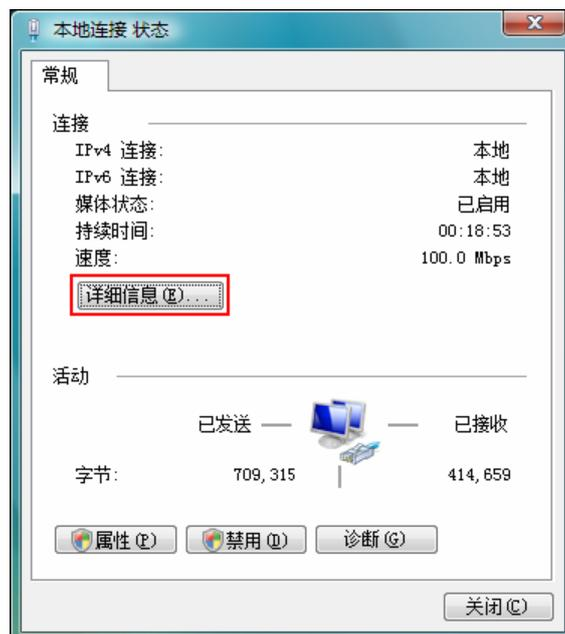 本地连接 状态
常规
连接
IPv4 连接: 本地
IPv6 连接: 本地
媒体状态: 已启用
持续时间: 00:18:53
速度: 100.0 Mbps
详细信息(E)...
活动
已发送 — — 已接收
字节: 709,315 414,659
属性(P) 禁用(D) 诊断(G)
关闭(C)